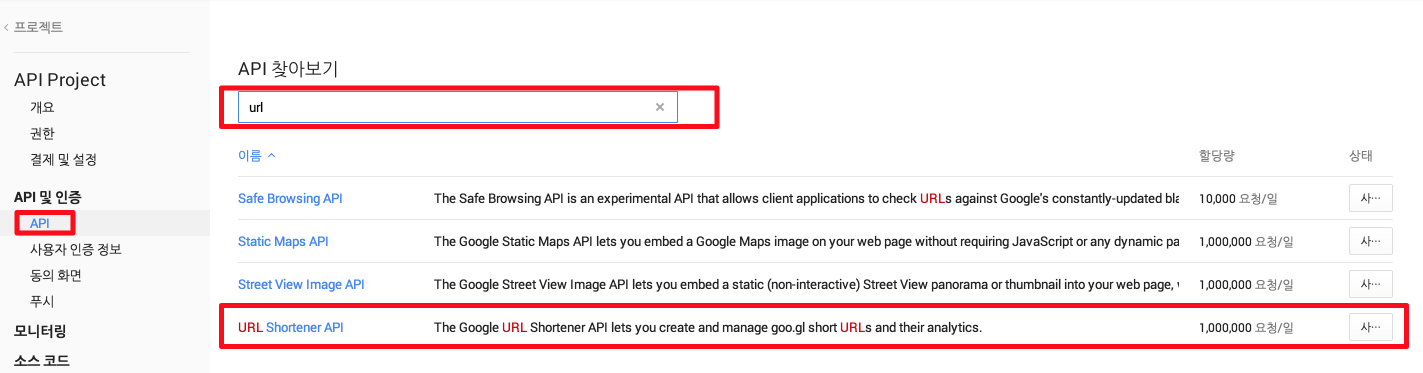 프로젝트
API Project
개요
권한
결제 및 설정
API 및 인증
API
사용자 인증 정보
동의 화면
푸시
모니터링
소스 코드
API 찾아보기
url
이름 할당량 상태
Safe Browsing API The Safe Browsing API is an experimental API that allows client applications to check URLs against Google's constantly-updated bla 10,000 요청/일 사…
Static Maps API The Google Static Maps API lets you embed a Google Maps image on your web page without requiring JavaScript or any dynamic pa 1,000,000 요청/일 사…
Street View Image API The Google Street View Image API lets you embed a static (non-interactive) Street View panorama or thumbnail into your web page, 1,000,000 요청/일 사…
URL Shortener API The Google URL Shortener API lets you create and manage goo.gl short URLs and their analytics. 1,000,000 요청/일 사…